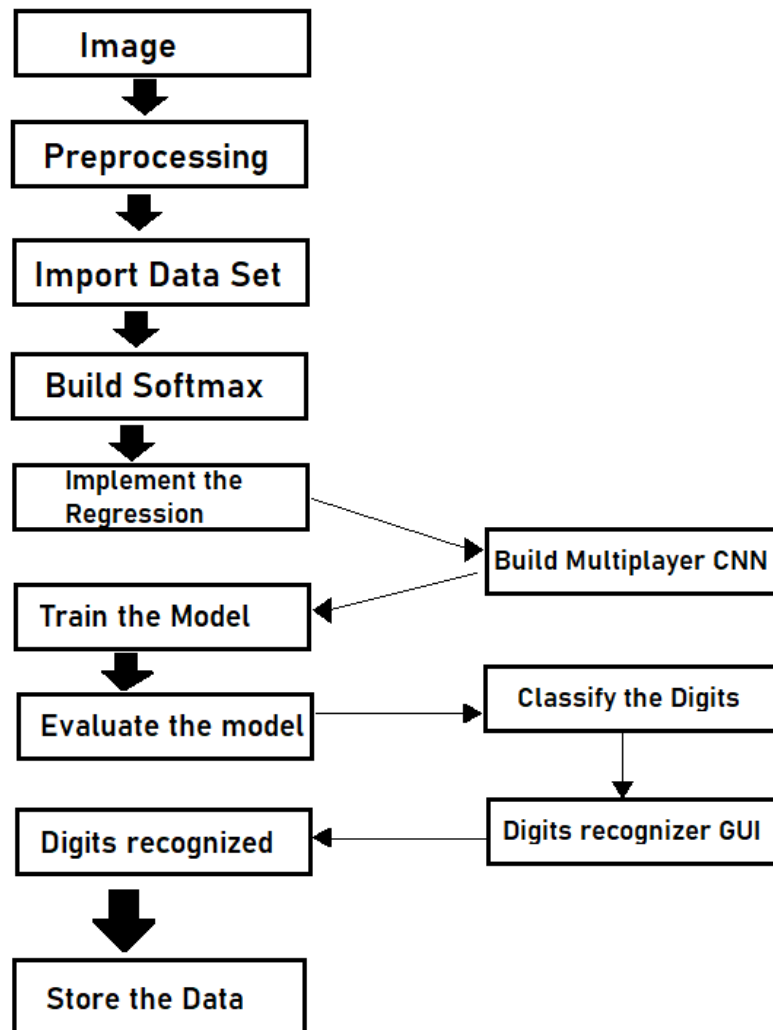 Image
Preprocessing
Import Data Set
Build Softmax
Implement the
Regression
Build Multiplayer CNN
Train the Model
Evaluate the model
Classify the Digits
Digits recognizer GUI
Digits recognized
Store the Data